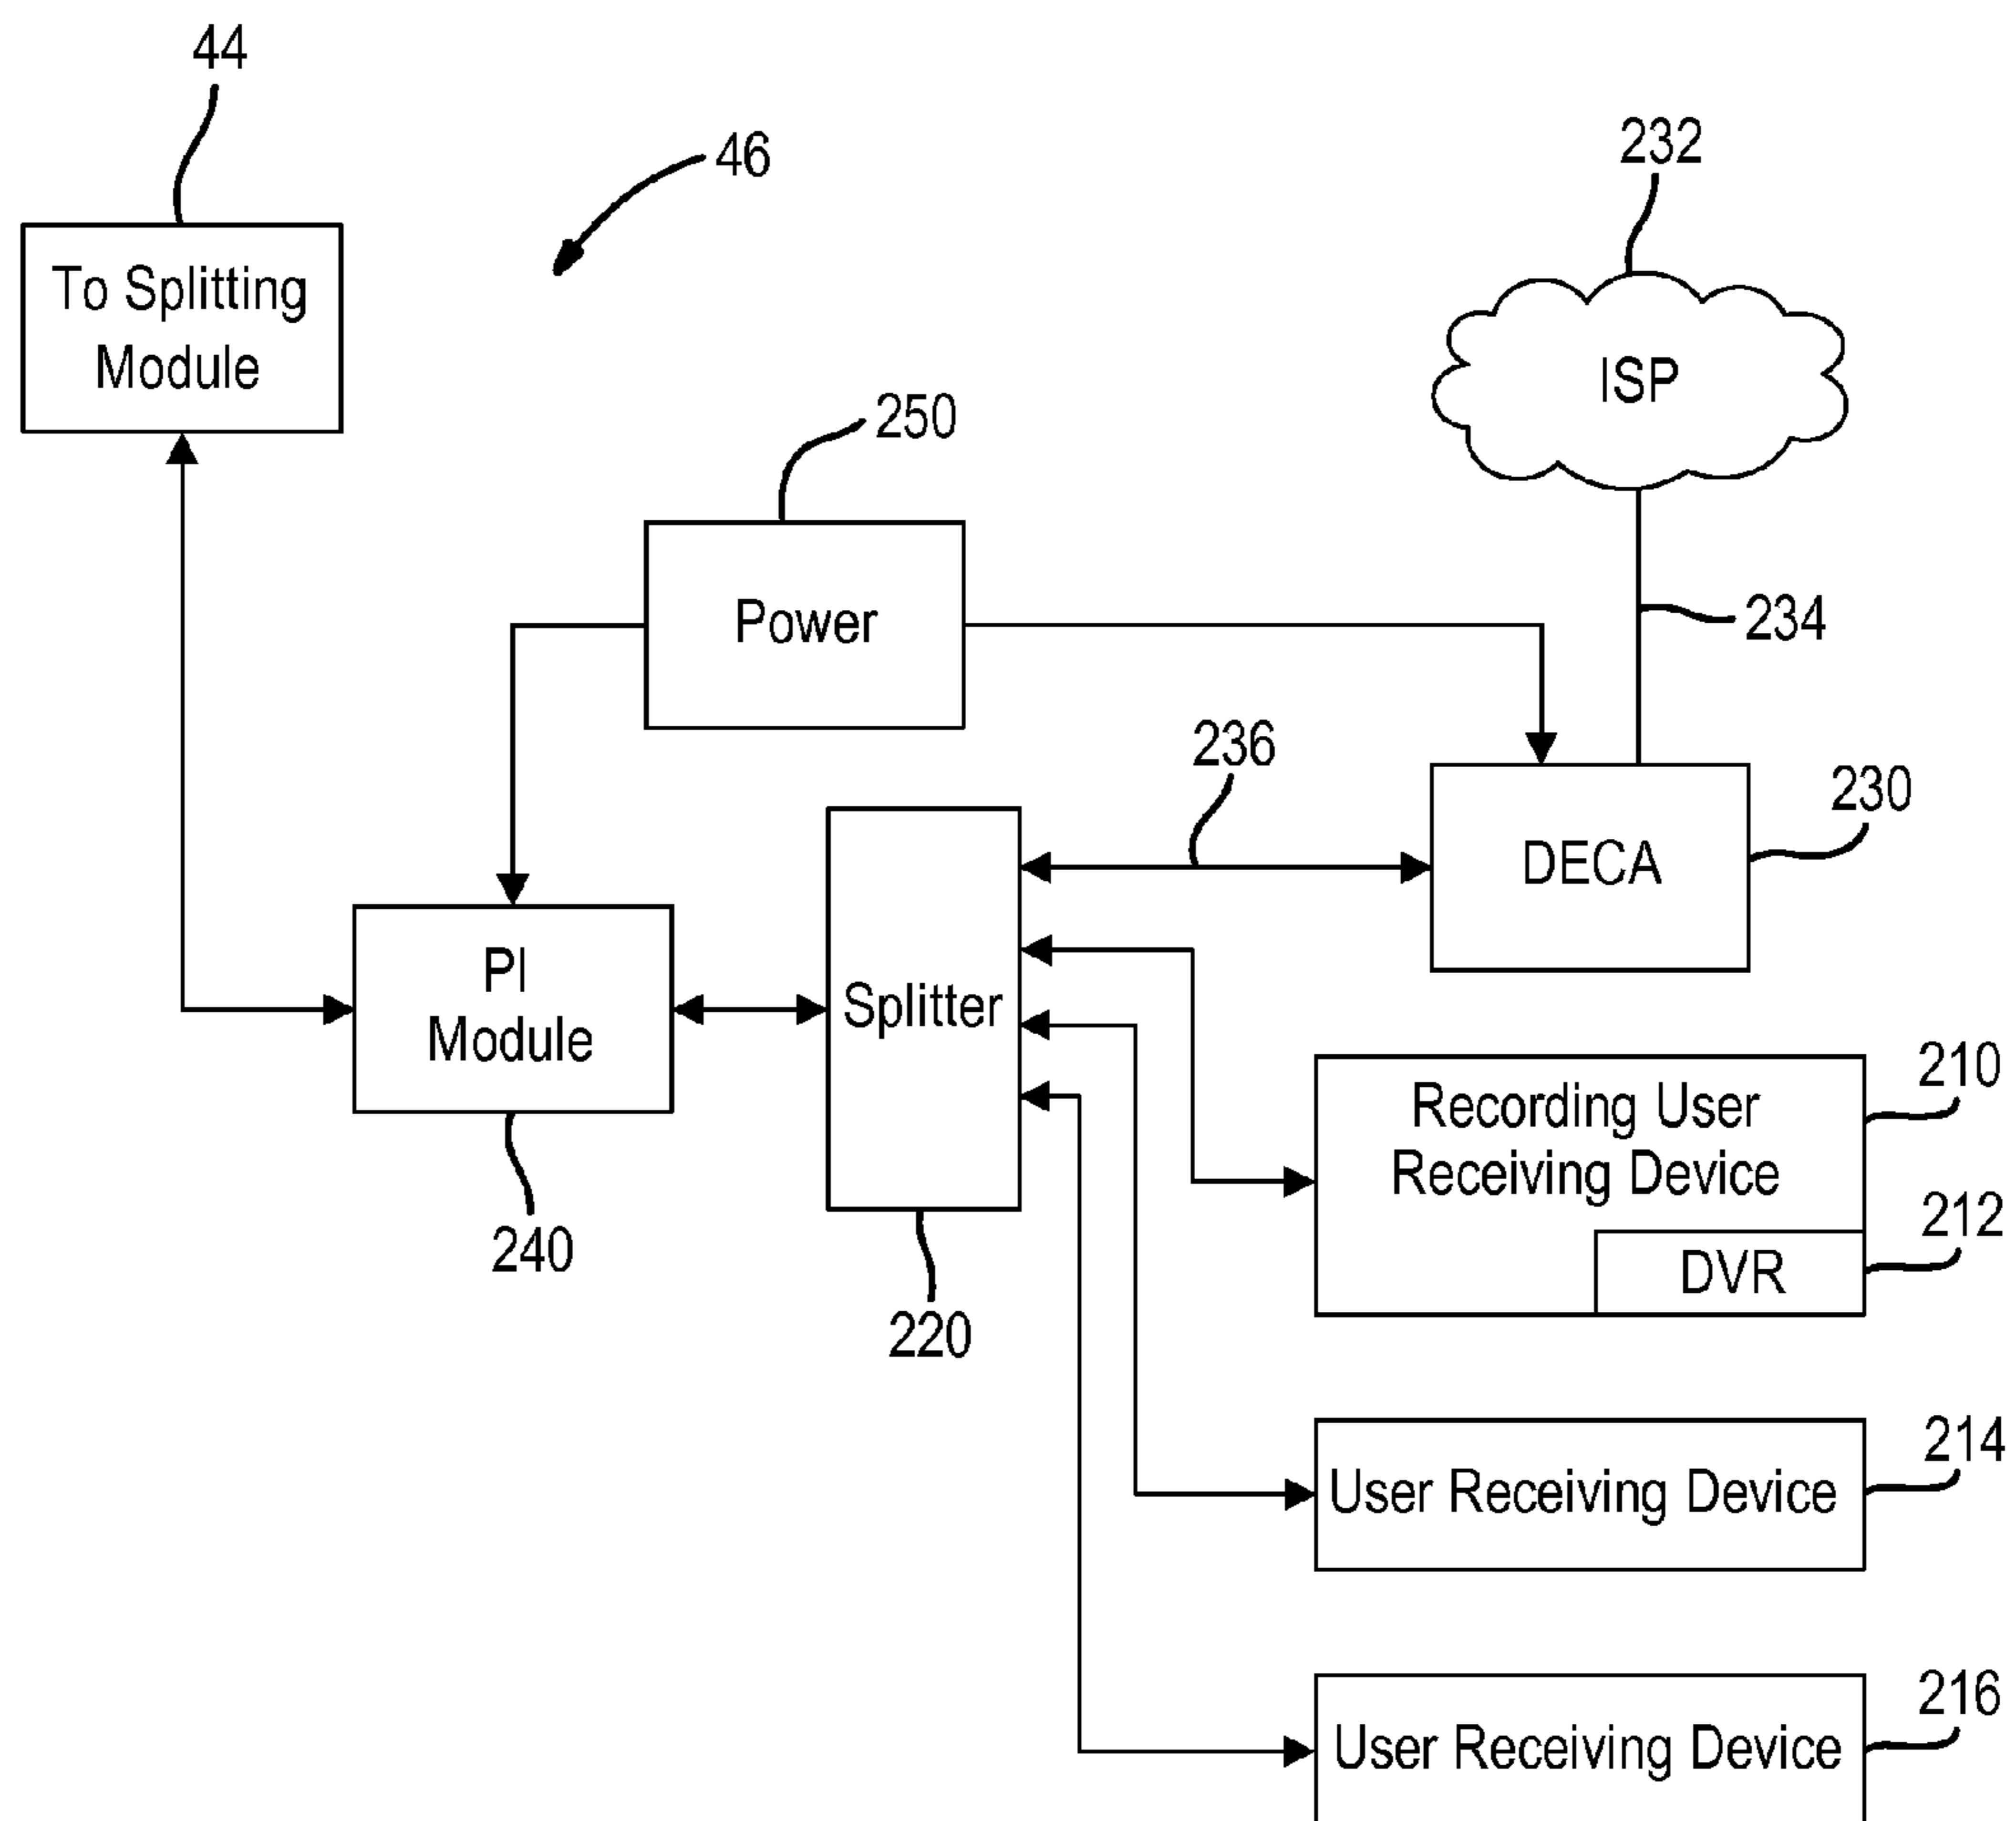 44
46
232
To Splitting
Module
ISP
250
Power
234
236
230
DECA
PI
Module
Splitter
210
Recording User
Receiving Device
212
DVR
240
220
214
User Receiving Device
216
User Receiving Device